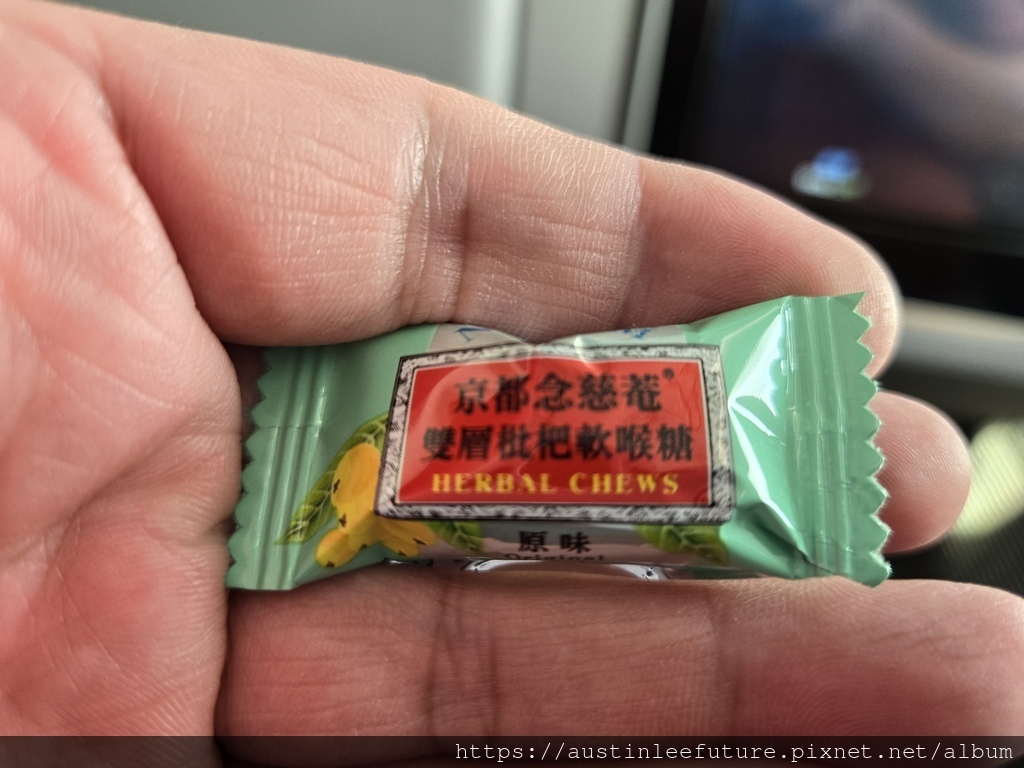 京都念慈菴®
雙層枇杷軟喉糖
HERBAL CHEWS
原味
Original
https://austinleefuture.pixnet.net/album